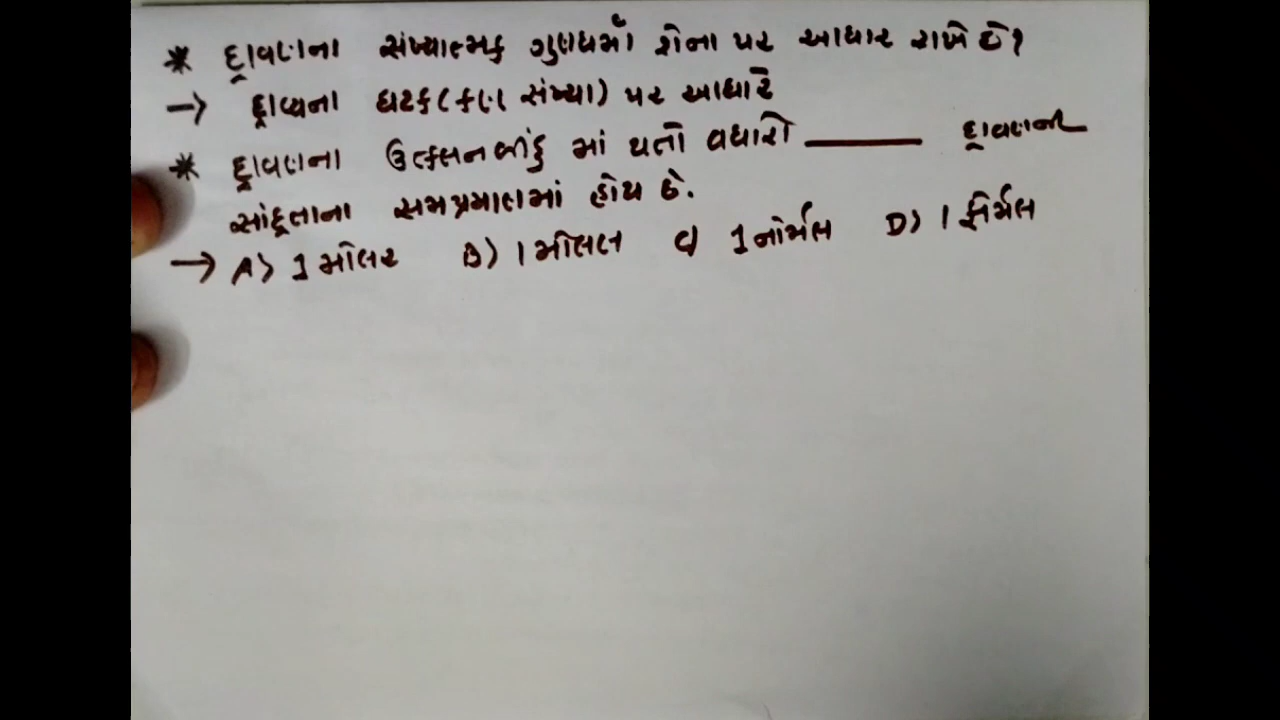 * દ્રાવણના સંખ્યાત્મક ગુણધર્મો શેના પર આધાર રાખે છે?
→ દ્રાવ્યના ઘટક(કણ સંખ્યા) પર આધારે
* દ્રાવણના ઉત્કલનબિંદુ માં થતો વધારો ______ દ્રાવણની
સાંદ્રતાના સમપ્રમાણમાં હોય છે.
→ A) 1 મોલર B) 1 મોલલ C) 1 નોર્મલ D) 1 ફોર્મલ